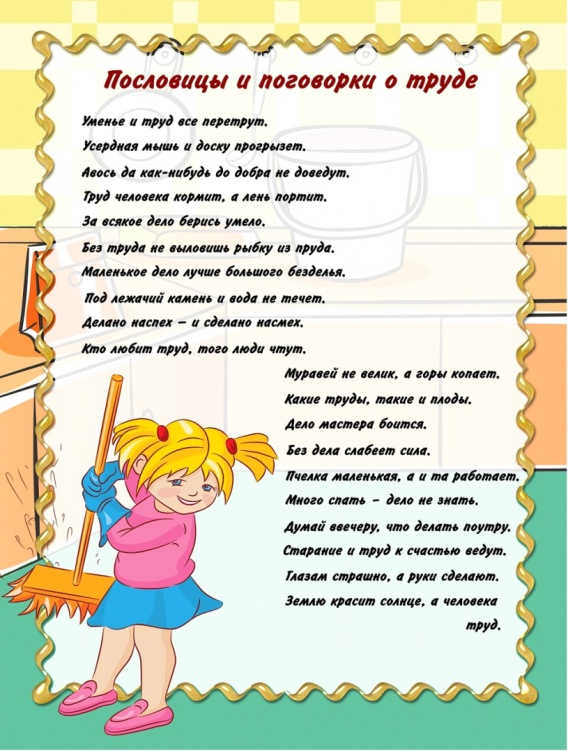 Пословицы и поговорки о труде
Уменье и труд все перетрут.
Усердная мышь и доску прогрызет.
Авось да как-нибудь до добра не доведут.
Труд человека кормит, а лень портит.
За всякое дело берись умело.
Без труда не выловишь рыбку из пруда.
Маленькое дело лучше большого безделья.
Под лежачий камень и вода не течет.
Делано наспех – и сделано насмех.
Кто любит труд, того люди чтут.
Муравей не велик, а горы копает.
Какие труды, такие и плоды.
Дело мастера боится.
Без дела слабеет сила.
Пчелка маленькая, а и та работает.
Много спать – дело не знать.
Думай ввечеру, что делать поутру.
Старание и труд к счастью ведут.
Глазам страшно, а руки сделают.
Землю красит солнце, а человека
труд.